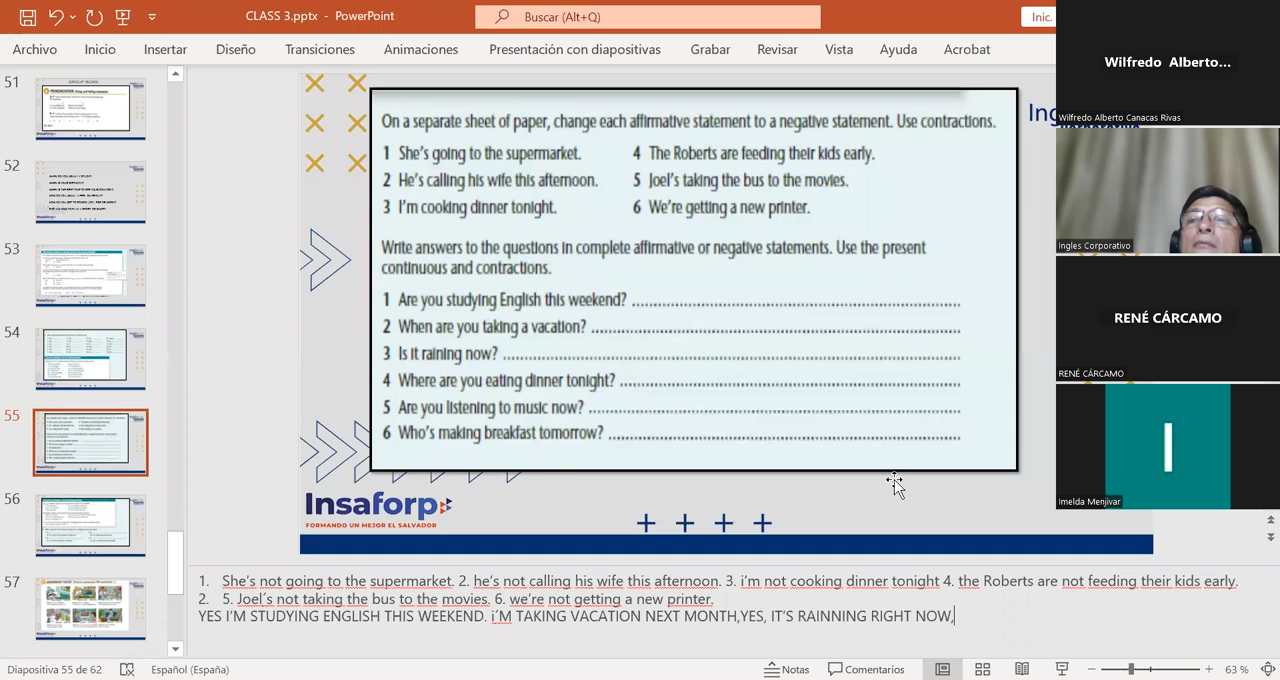 CLASS 3.pptx - PowerPoint
Buscar (Alt+Q)
Inic.
Archivo Inicio Insertar Diseño Transiciones Animaciones Presentación con diapositivas Grabar Revisar Vista Ayuda Acrobat
51
52
53
54
55
56
57
On a separate sheet of paper, change each affirmative statement to a negative statement. Use contractions.
1 She's going to the supermarket.
2 He's calling his wife this afternoon.
3 I'm cooking dinner tonight.
4 The Roberts are feeding their kids early.
5 Joel's taking the bus to the movies.
6 We're getting a new printer.
Write answers to the questions in complete affirmative or negative statements. Use the present
continuous and contractions.
1 Are you studying English this weekend?
2 When are you taking a vacation?
3 Is it raining now?
4 Where are you eating dinner tonight?
5 Are you listening to music now?
6 Who's making breakfast tomorrow?
Insaforp
FORMANDO UN MEJOR EL SALVADOR
1. She's not going to the supermarket. 2. he's not calling his wife this afternoon. 3. i'm not cooking dinner tonight 4. the Roberts are not feeding their kids early.
2. 5. Joel´s not taking the bus to the movies. 6. we're not getting a new printer.
YES I'M STUDYING ENGLISH THIS WEEKEND. i´M TAKING VACATION NEXT MONTH,YES, IT'S RAINNING RIGHT NOW,
Wilfredo Alberto...
Wilfredo Alberto Canacas Rivas
Ingles Corporativo
RENÉ CÁRCAMO
RENÉ CÁRCAMO
I
Imelda Menjivar
Diapositiva 55 de 62
Español (España)
Notas
Comentarios
63 %